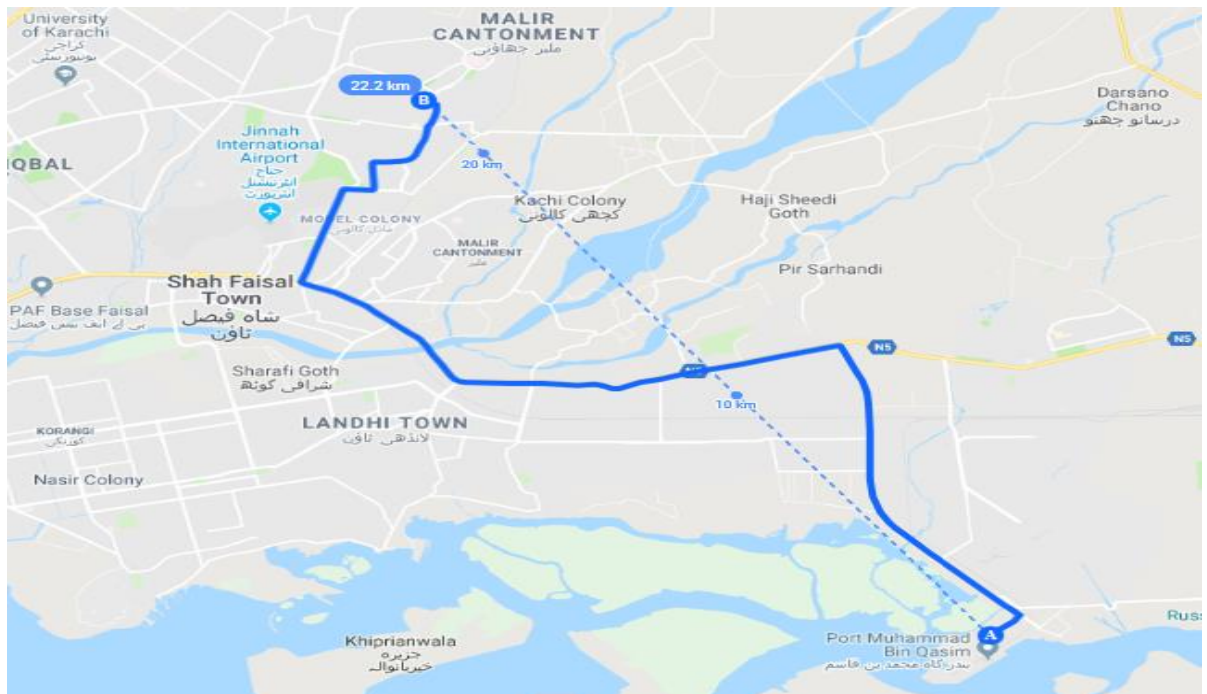 University
of Karachi
کراچی
یونیورسٹی
MALIR
CANTONMENT
ملیر چھاؤنی
22.2 km
B
Darsano
Chano
درسانو چھنو
Jinnah
International
Airport
جناح
انٹرنیشنل
ایئرپورٹ
IQBAL
20 km
Kachi Colony
کچھی کالونی
Haji Sheedi
Goth
MODEL COLONY
ماڈل کالونی
MALIR
CANTONMENT
ملیر
Pir Sarhandi
Shah Faisal
Town
شاہ فیصل
ٹاؤن
PAF Base Faisal
پی اے ایف بیس فیصل
N5
N5
Sharafi Goth
شرافی گوٹھ
10 km
LANDHI TOWN
لانڈھی ٹاؤن
KORANGI
کورنگی
Nasir Colony
Khiprianwala
جزیرہ
خپریانوالہ
A
Port Muhammad
Bin Qasim
بندر گاہ محمد بن قاسم
Russ